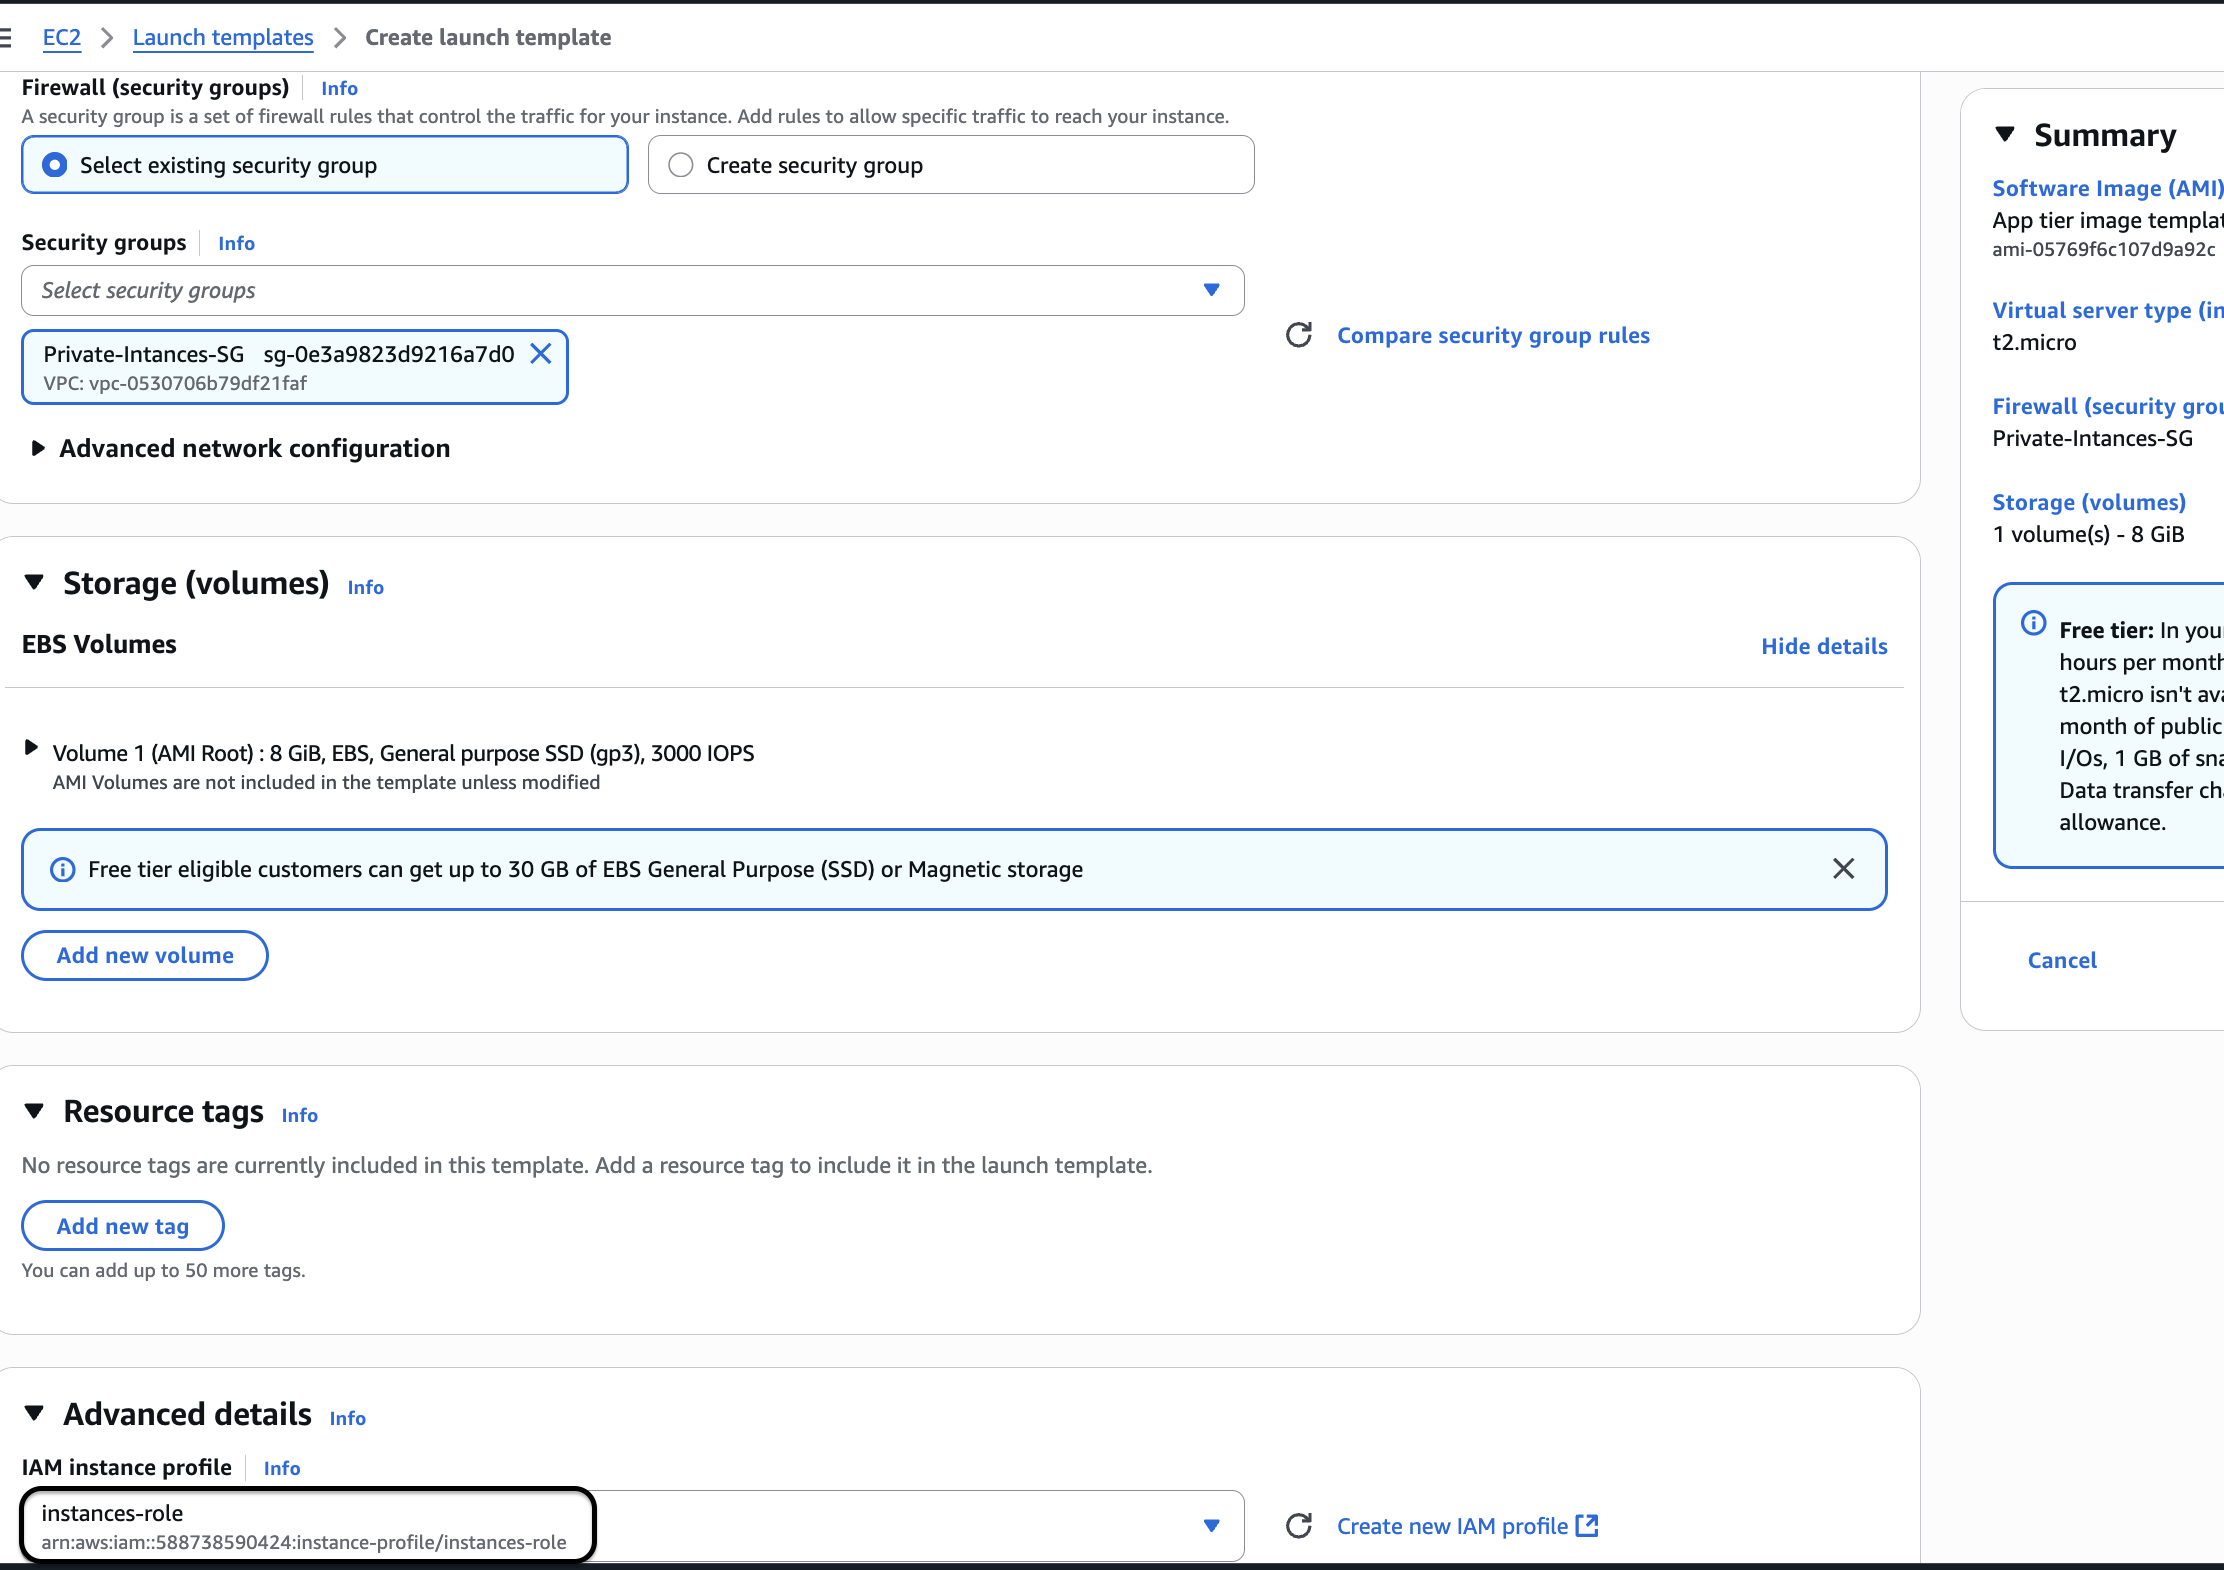 EC2 > Launch templates > Create launch template
Firewall (security groups) Info
A security group is a set of firewall rules that control the traffic for your instance. Add rules to allow specific traffic to reach your instance.
Select existing security group
Create security group
Security groups Info
Select security groups
Private-Intances-SG sg-0e3a9823d9216a7d0
VPC: vpc-0530706b79df21faf
Compare security group rules
Advanced network configuration
Storage (volumes) Info
EBS Volumes
Hide details
Volume 1 (AMI Root) : 8 GiB, EBS, General purpose SSD (gp3), 3000 IOPS
AMI Volumes are not included in the template unless modified
Free tier eligible customers can get up to 30 GB of EBS General Purpose (SSD) or Magnetic storage
Add new volume
Resource tags Info
No resource tags are currently included in this template. Add a resource tag to include it in the launch template.
Add new tag
You can add up to 50 more tags.
Advanced details Info
IAM instance profile Info
instances-role
arn:aws:iam::588738590424:instance-profile/instances-role
Create new IAM profile
Summary
Software Image (AMI)
App tier image templat
ami-05769f6c107d9a92c
Virtual server type (in
t2.micro
Firewall (security grou
Private-Intances-SG
Storage (volumes)
1 volume(s) - 8 GiB
Free tier: In you
hours per month
t2.micro isn't ava
month of public
I/Os, 1 GB of sna
Data transfer cha
allowance.
Cancel